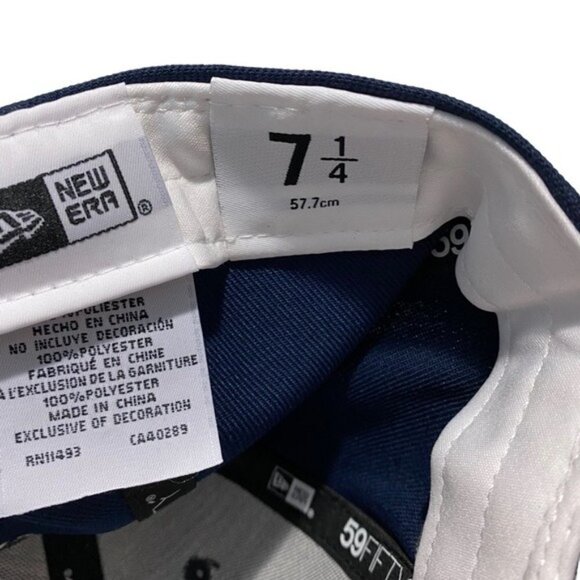 NEW
ERA
®
7 1/4
57.7cm
59
POLIESTER
HECHO EN CHINA
NO INCLUYE DECORACIÓN
100%POLYESTER
FABRIQUÉ EN CHINE
A L'EXCLUSION DE LA GARNITURE
100%POLYESTER
MADE IN CHINA
EXCLUSIVE OF DECORATION
RN11493 CA40289
59FIFTY